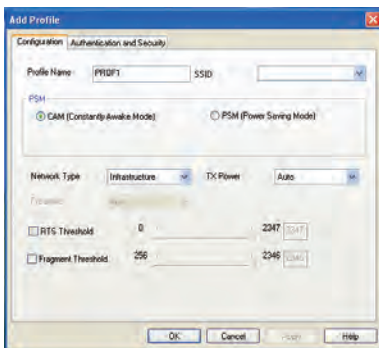 Add Profile
Configuration Authentication and Security
Profile Name PROF1 SSID
PSM
CAM (Constantly Awake Mode) PSM (Power Saving Mode)
Network Type Infrastructure TX Power Auto
RTS Threshold 0 2347 2347
Fragment Threshold 256 2346 2346
OK Cancel Apply Help